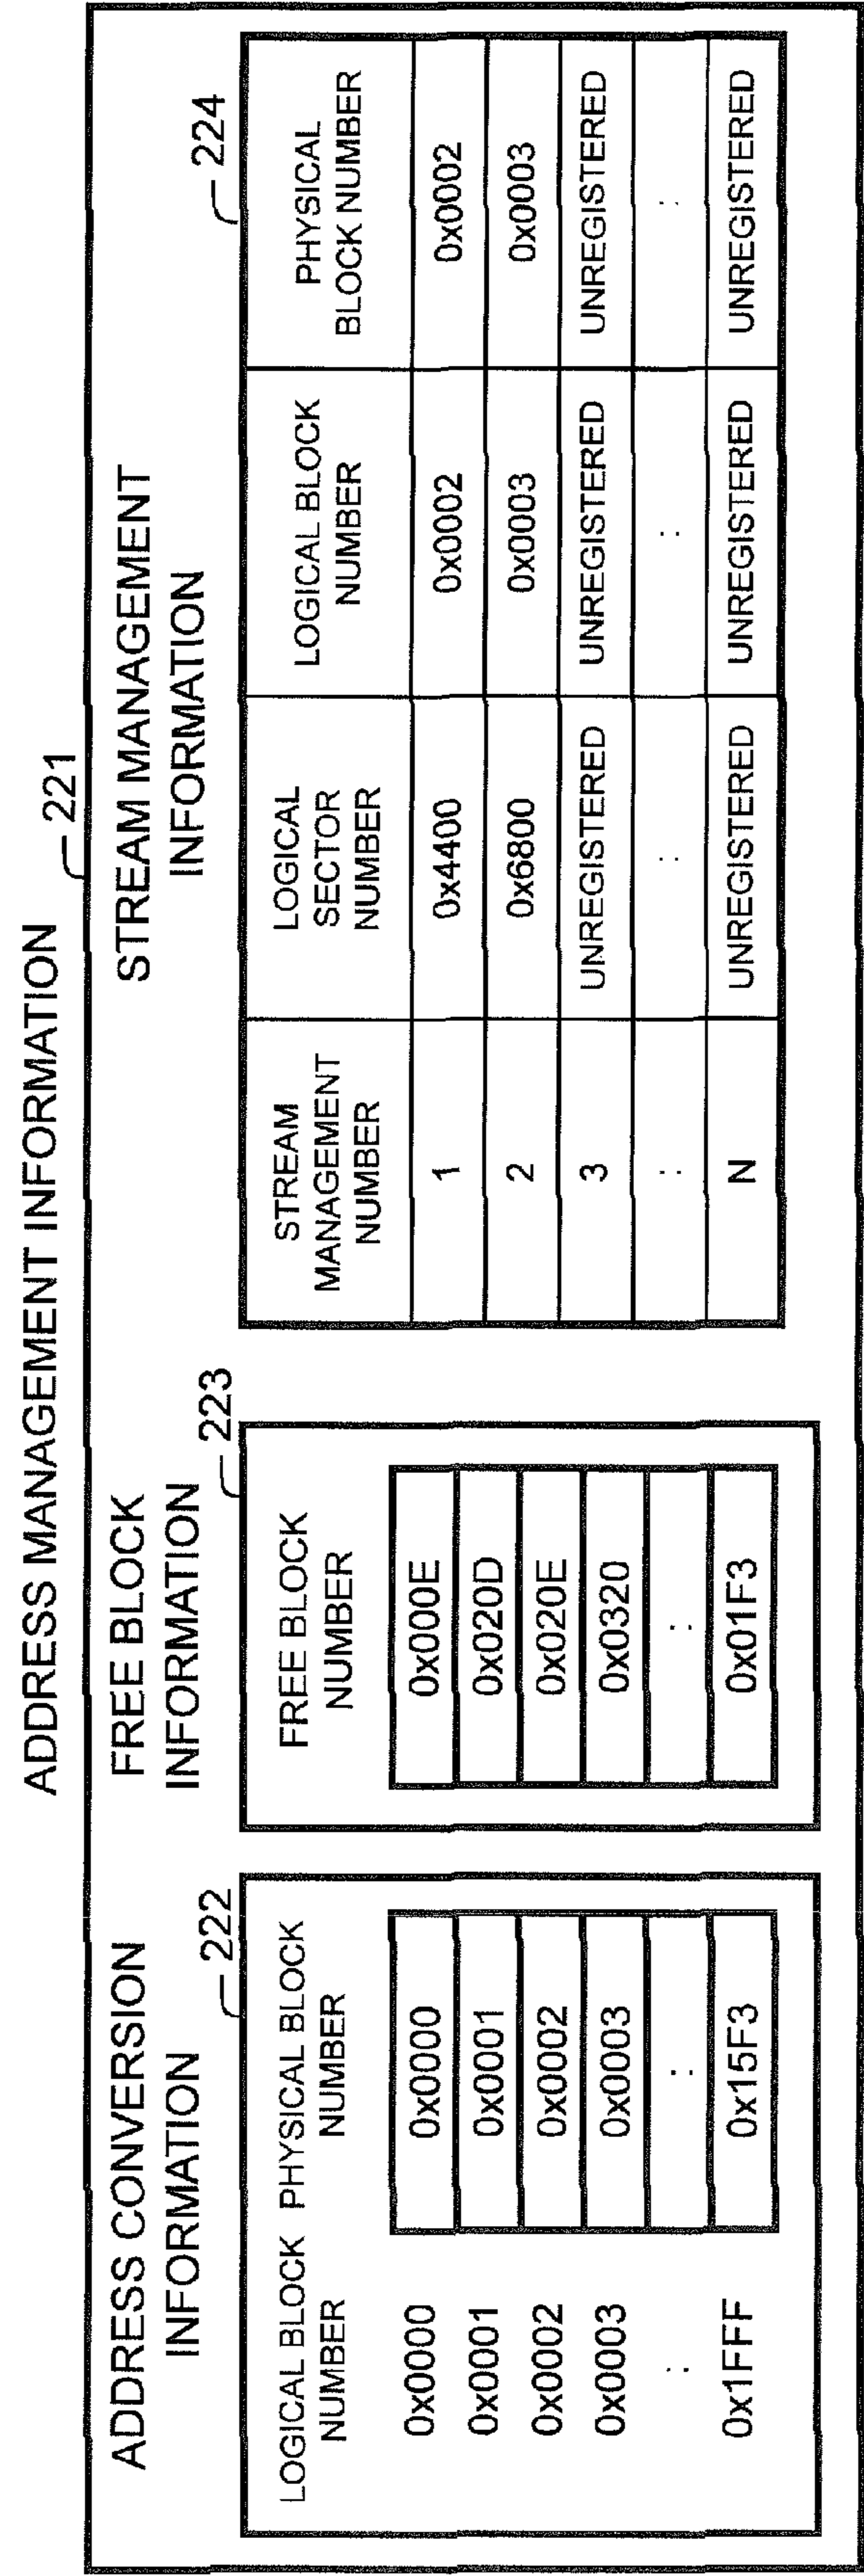 ADDRESS MANAGEMENT INFORMATION
221
ADDRESS CONVERSION
INFORMATION
222
LOGICAL BLOCK
NUMBER
PHYSICAL BLOCK
NUMBER
0x0000 0x0000
0x0001 0x0001
0x0002 0x0002
0x0003 0x0003
: :
0x1FFF 0x15F3
FREE BLOCK
INFORMATION
223
FREE BLOCK
NUMBER
0x000E
0x020D
0x020E
0x0320
:
0x01F3
STREAM MANAGEMENT
INFORMATION
224
STREAM
MANAGEMENT
NUMBER
LOGICAL
SECTOR
NUMBER
LOGICAL BLOCK
NUMBER
PHYSICAL
BLOCK NUMBER
1 0x4400 0x0002 0x0002
2 0x6800 0x0003 0x0003
3 UNREGISTERED UNREGISTERED UNREGISTERED
: : : :
N UNREGISTERED UNREGISTERED UNREGISTERED